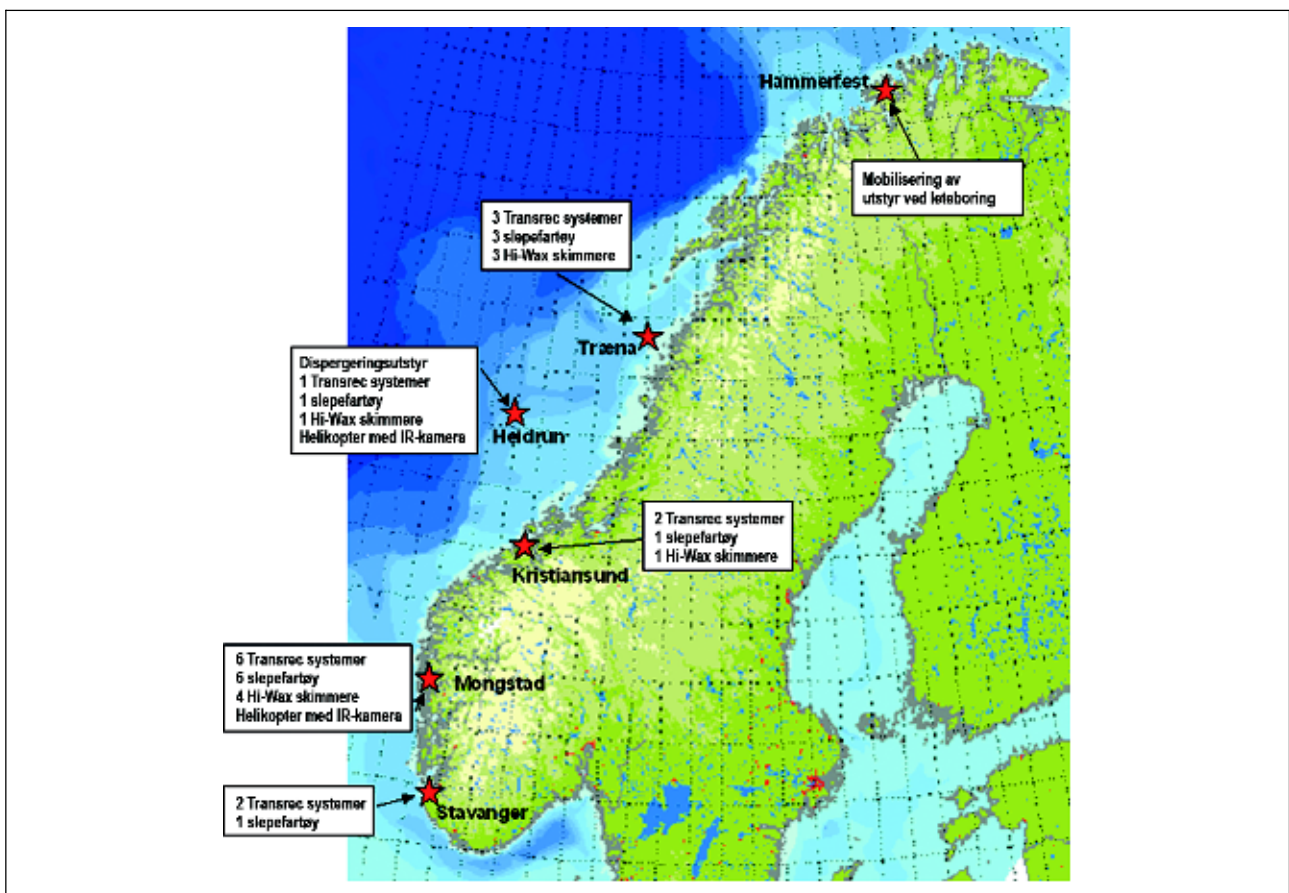 Hammerfest
Mobilisering av
utstyr ved leteboring
3 Transrec systemer
3 slepefartøy
3 Hi-Wax skimmere
Træna
Dispergeringsutstyr
1 Transrec systemer
1 slepefartøy
1 Hi-Wax skimmere
Helikopter med IR-kamera
Heidrun
2 Transrec systemer
1 slepefartøy
1 Hi-Wax skimmere
Kristiansund
6 Transrec systemer
6 slepefartøy
4 Hi-Wax skimmere
Helikopter med IR-kamera
Mongstad
2 Transrec systemer
1 slepefartøy
Stavanger